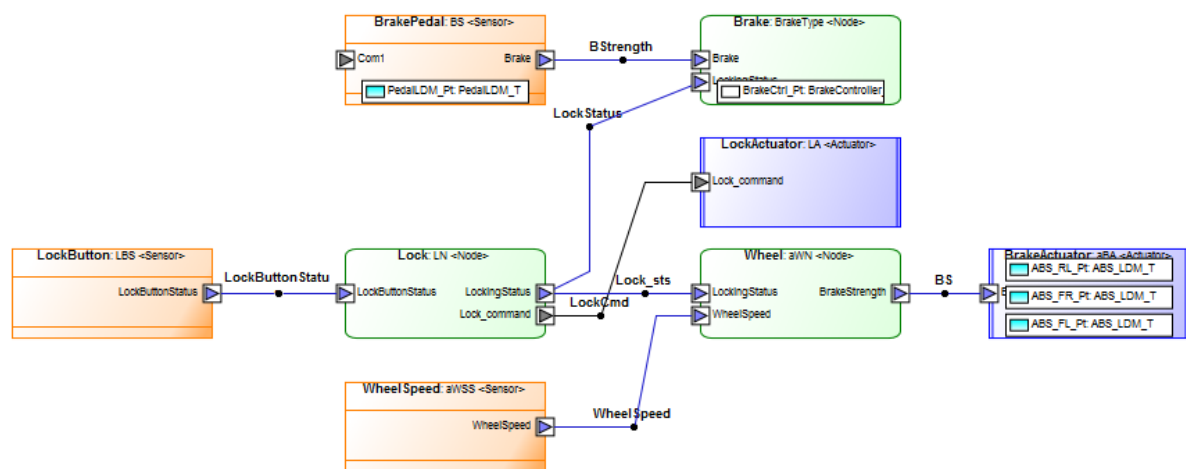 BrakePedal: BS <Sensor>
Com1
Brake
PedalLDM_Pt: PedalLDM_T
BStrength
Brake: BrakeType <Node>
Brake
BrakeCtrl_Pt: BrakeController_
LockStatus
LockActuator: LA <Actuator>
Lock_command
LockButton: LBS <Sensor>
LockButtonStatus
LockButtonStatu
Lock: LN <Node>
LockButtonStatus
LockingStatus
Lock_command
Lock_sts
LockCmd
Wheel: aWN <Node>
LockingStatus
WheelSpeed
BrakeStrength
BS
BrakeActuator: aBA <Actuator>
ABS_RL_Pt: ABS_LDM_T
ABS_FR_Pt: ABS_LDM_T
ABS_FL_Pt: ABS_LDM_T
WheelSpeed: aWSS <Sensor>
WheelSpeed
WheelSpeed